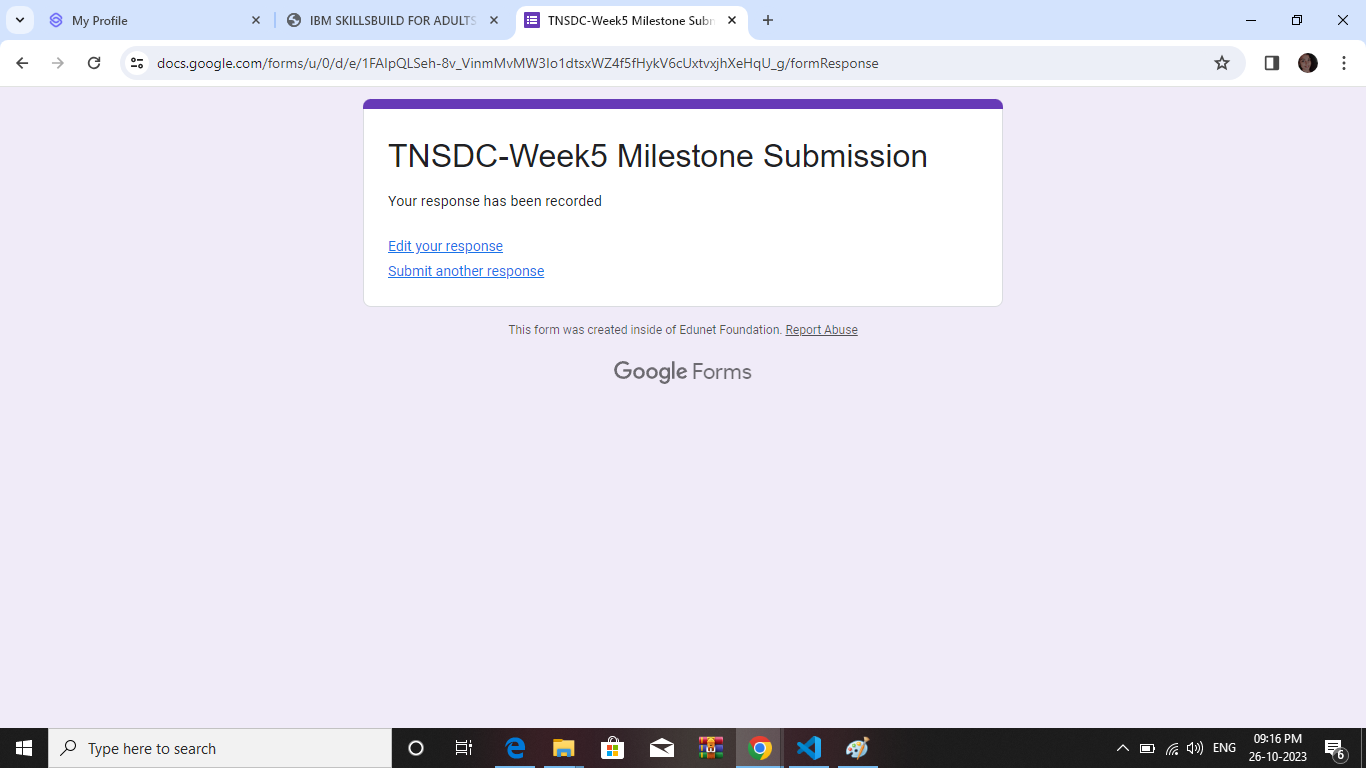 My Profile
IBM SKILLSBUILD FOR ADULTS
TNSDC-Week5 Milestone Subm
docs.google.com/forms/u/0/d/e/1FAIpQLSeh-8v_VinmMvMW3Io1dtsxWZ4f5fHykV6cUxtvxjhXeHqU_g/formResponse
TNSDC-Week5 Milestone Submission
Your response has been recorded
Edit your response
Submit another response
This form was created inside of Edunet Foundation. Report Abuse
Google Forms
Type here to search
ENG
09:16 PM
26-10-2023
6